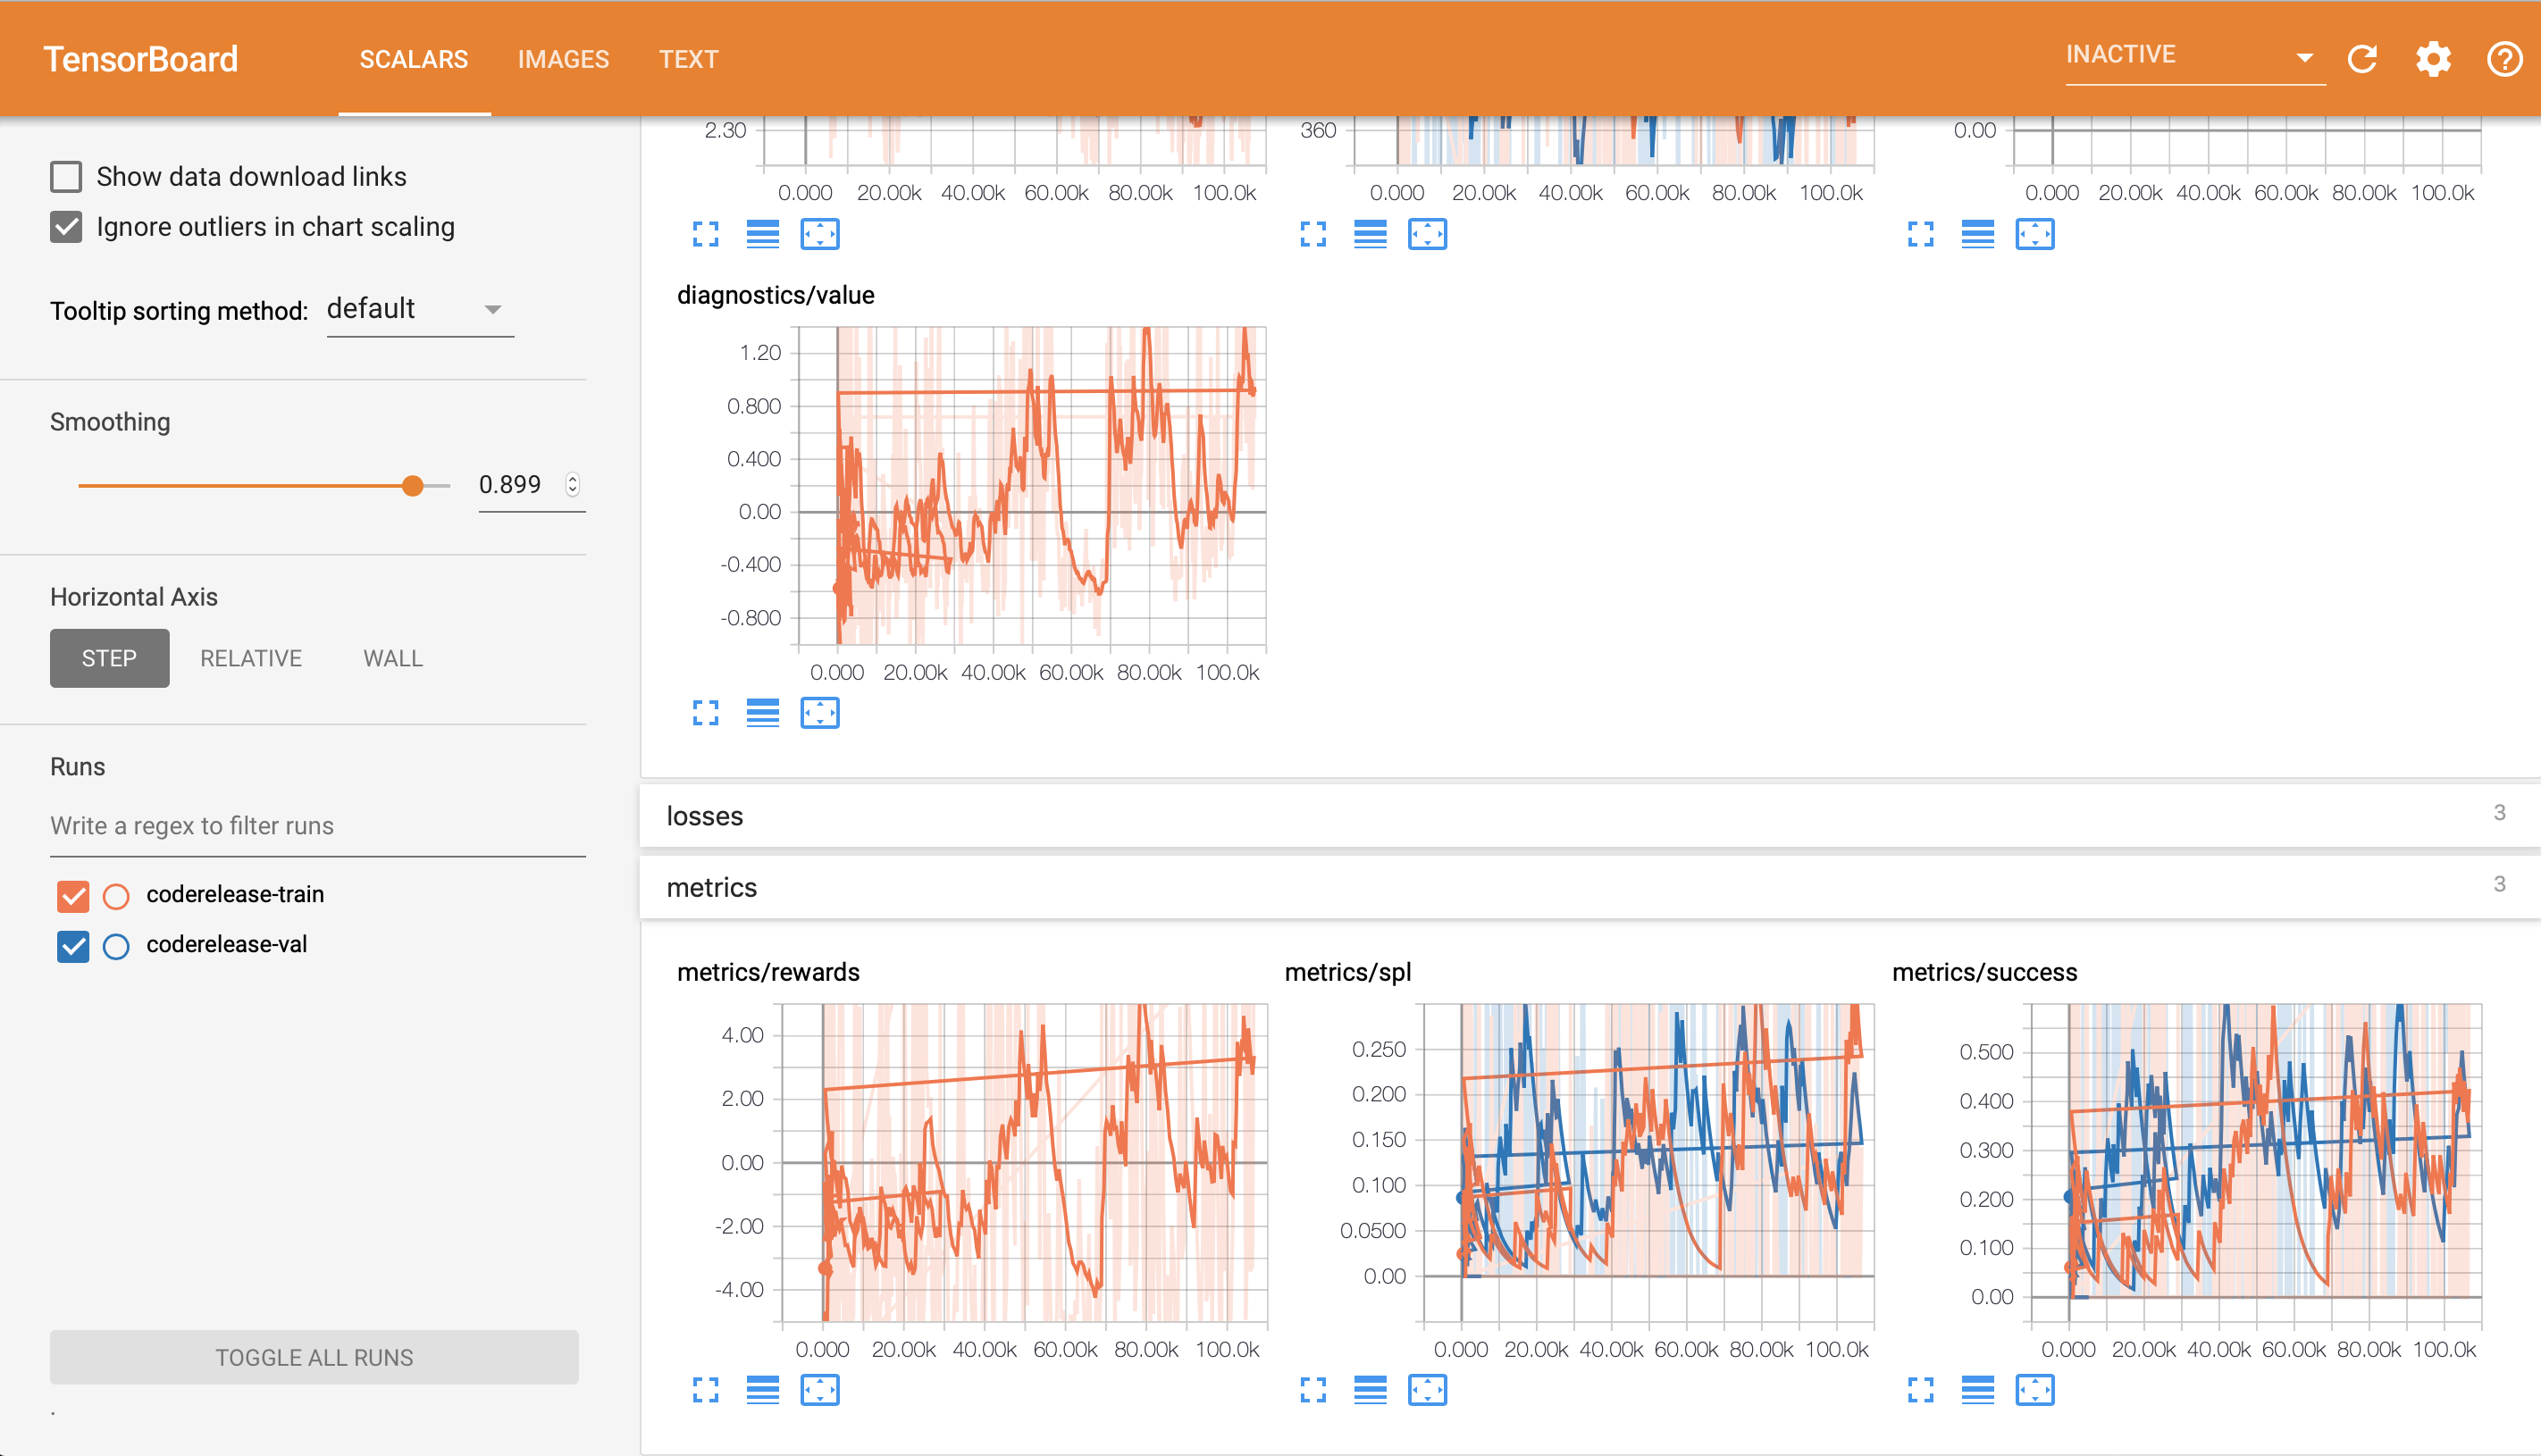 TensorBoard
SCALARS IMAGES TEXT
INACTIVE
Show data download links
Ignore outliers in chart scaling
Tooltip sorting method: default
Smoothing
0.899
Horizontal Axis
STEP RELATIVE WALL
Runs
Write a regex to filter runs
coderelease-train
coderelease-val
TOGGLE ALL RUNS
.
2.30
0.000 20.00k 40.00k 60.00k 80.00k 100.0k
360
0.000 20.00k 40.00k 60.00k 80.00k 100.0k
0.00
0.000 20.00k 40.00k 60.00k 80.00k 100.0k
diagnostics/value
1.20
0.800
0.400
0.00
-0.400
-0.800
0.000 20.00k 40.00k 60.00k 80.00k 100.0k
losses 3
metrics 3
metrics/rewards
4.00
2.00
0.00
-2.00
-4.00
0.000 20.00k 40.00k 60.00k 80.00k 100.0k
metrics/spl
0.250
0.200
0.150
0.100
0.0500
0.00
0.000 20.00k 40.00k 60.00k 80.00k 100.0k
metrics/success
0.500
0.400
0.300
0.200
0.100
0.00
0.000 20.00k 40.00k 60.00k 80.00k 100.0k